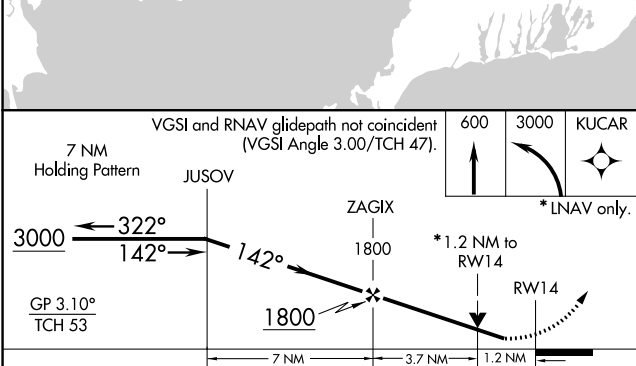 VGSI and RNAV glidepath not coincident
(VGSI Angle 3.00/TCH 47).
600
3000
KUCAR
7 NM
Holding Pattern
JUSOV
*LNAV only.
ZAGIX
3000
322°
142°
142°
1800
*1.2 NM to
RW14
RW14
GP 3.10°
TCH 53
1800
7 NM
3.7 NM
1.2 NM